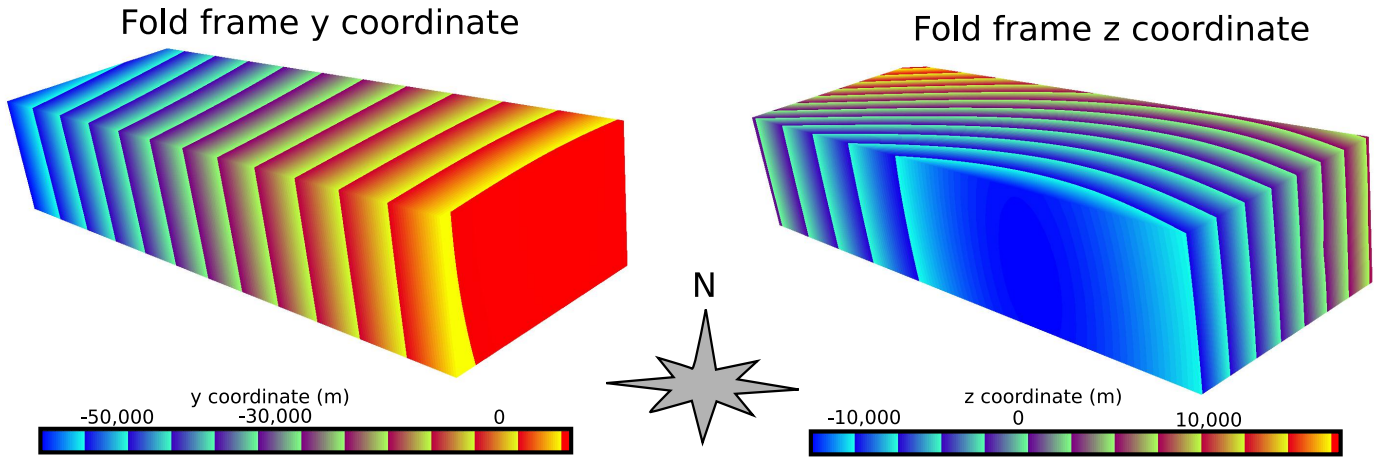 Fold frame y coordinate
Fold frame z coordinate
N
y coordinate (m)
-50,000 -30,000 0
z coordinate (m)
-10,000 0 10,000